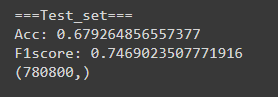 ===Test_set===
Acc: 0.679264856557377
F1score: 0.7469023507771916
(780800,)